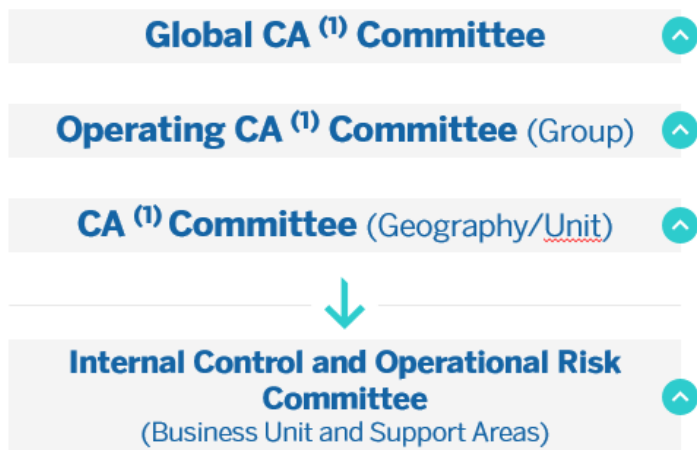 Global CA (1) Committee
Operating CA (1) Committee (Group)
CA (1) Committee (Geography/Unit)
Internal Control and Operational Risk
Committee
(Business Unit and Support Areas)